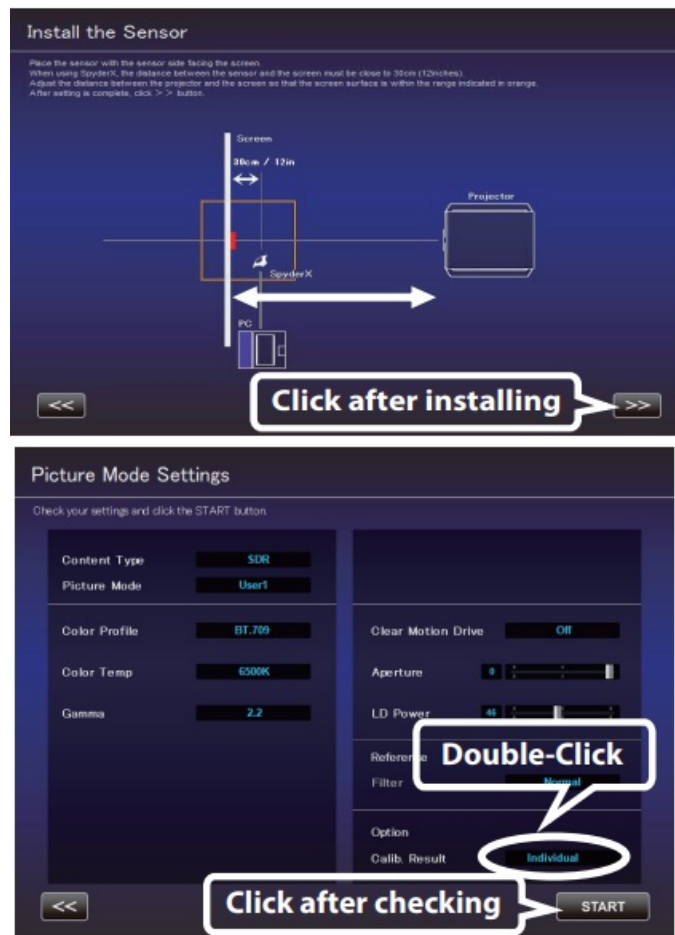 Install the Sensor
Place the sensor with the sensor side facing the screen.
When using SpyderX, the distance between the sensor and the screen must be close to 30cm (12inches).
Adjust the distance between the projector and the screen so that the screen surface is within the range indicated in orange.
After setting is complete, click > > button.
Screen
30cm / 12in
Projector
SpyderX
PC
<<
Click after installing
>>
Picture Mode Settings
Check your settings and click the START button.
Content Type
SDR
Picture Mode
User1
Color Profile
BT.709
Clear Motion Drive
Off
Color Temp
6500K
Aperture
0
Gamma
2.2
LD Power
46
Double-Click
Filter
Normal
Option
Calib. Result
Individual
<<
Click after checking
START